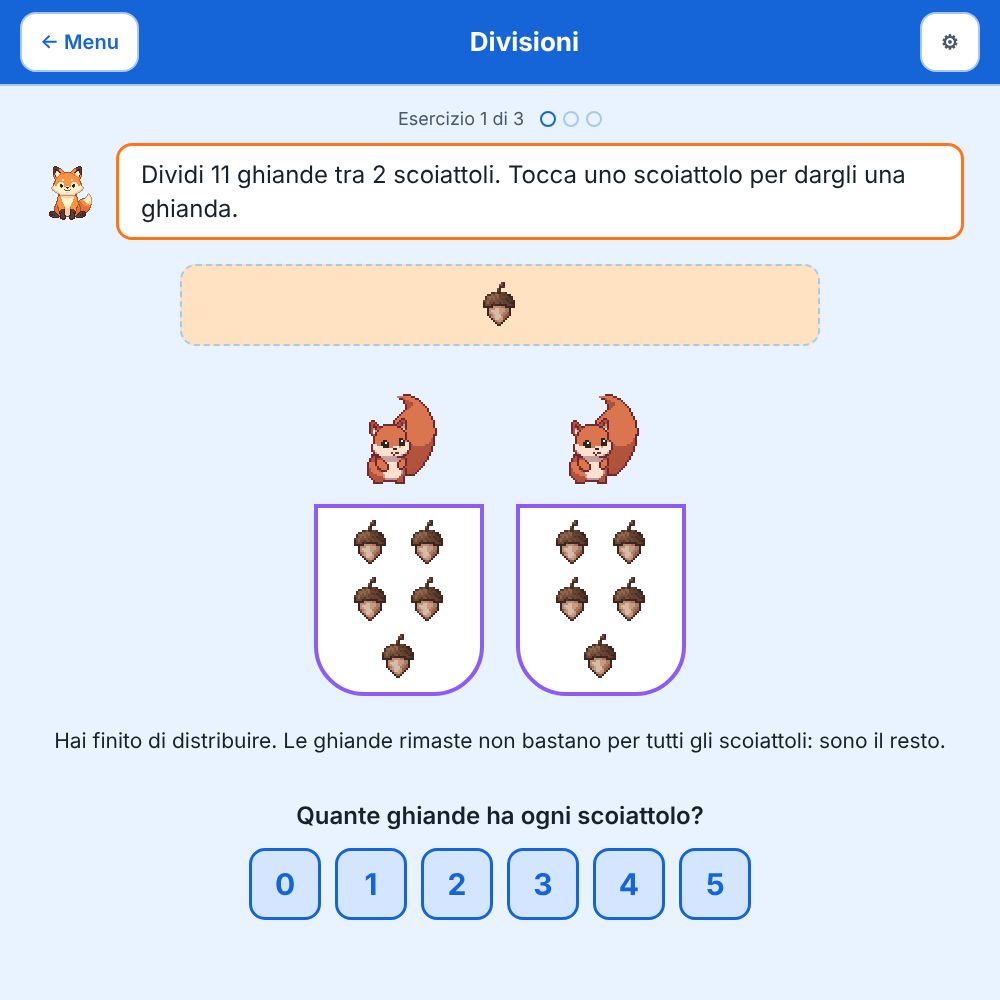 ← Menu
Divisioni
⚙
Esercizio 1 di 3
Dividi 11 ghiande tra 2 scoiattoli. Tocca uno scoiattolo per dargli una
ghianda.
Hai finito di distribuire. Le ghiande rimaste non bastano per tutti gli scoiattoli: sono il resto.
Quante ghiande ha ogni scoiattolo?
0 1 2 3 4 5